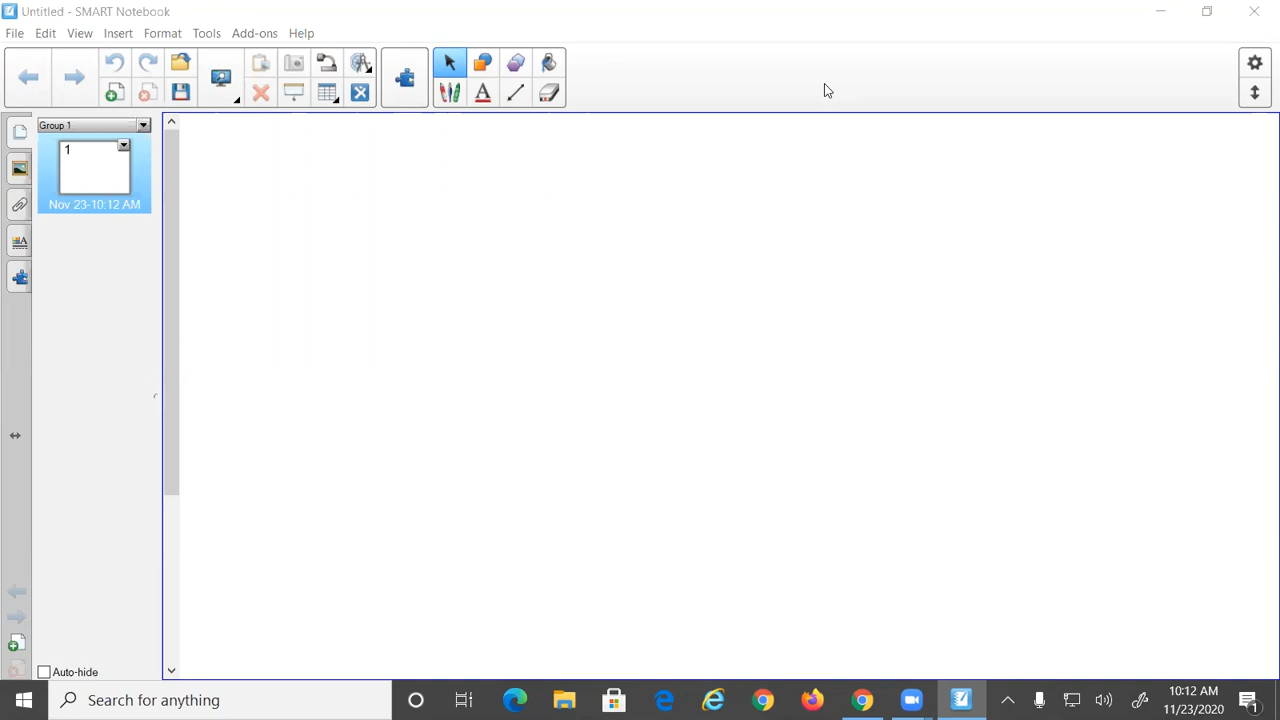 Untitled - SMART Notebook
File Edit View Insert Format Tools Add-ons Help
Group 1
1
Nov 23-10:12 AM
Auto-hide
Search for anything
10:12 AM
11/23/2020
1